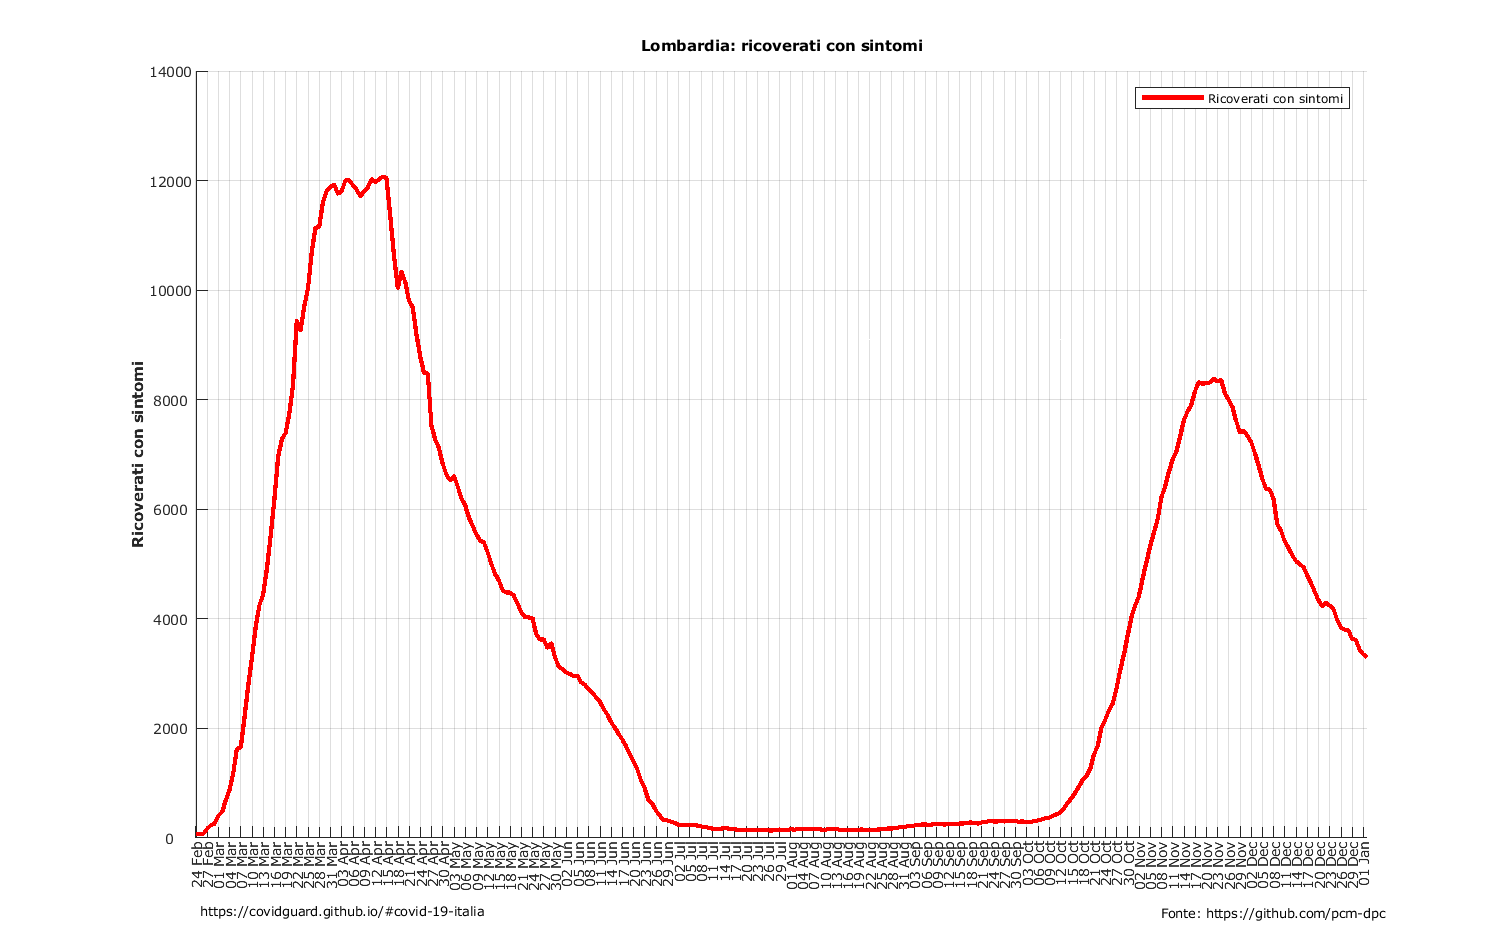 Lombardia: ricoverati con sintomi
Ricoverati con sintomi
14000
12000
10000
8000
6000
4000
2000
0
Ricoverati con sintomi
24 Feb
27 Feb
01 Mar
04 Mar
07 Mar
10 Mar
13 Mar
16 Mar
19 Mar
22 Mar
25 Mar
28 Mar
31 Mar
03 Apr
06 Apr
09 Apr
12 Apr
15 Apr
18 Apr
21 Apr
24 Apr
27 Apr
30 Apr
03 May
06 May
09 May
12 May
15 May
18 May
21 May
24 May
27 May
30 May
02 Jun
05 Jun
08 Jun
11 Jun
14 Jun
17 Jun
20 Jun
23 Jun
26 Jun
29 Jun
02 Jul
05 Jul
08 Jul
11 Jul
14 Jul
17 Jul
20 Jul
23 Jul
26 Jul
29 Jul
01 Aug
04 Aug
07 Aug
10 Aug
13 Aug
16 Aug
19 Aug
22 Aug
25 Aug
28 Aug
31 Aug
03 Sep
06 Sep
09 Sep
12 Sep
15 Sep
18 Sep
21 Sep
24 Sep
27 Sep
30 Sep
03 Oct
06 Oct
09 Oct
12 Oct
15 Oct
18 Oct
21 Oct
24 Oct
27 Oct
30 Oct
02 Nov
05 Nov
08 Nov
11 Nov
14 Nov
17 Nov
20 Nov
23 Nov
26 Nov
29 Nov
02 Dec
05 Dec
08 Dec
11 Dec
14 Dec
17 Dec
20 Dec
23 Dec
26 Dec
29 Dec
01 Jan
https://covidguard.github.io/#covid-19-italia
Fonte: https://github.com/pcm-dpc